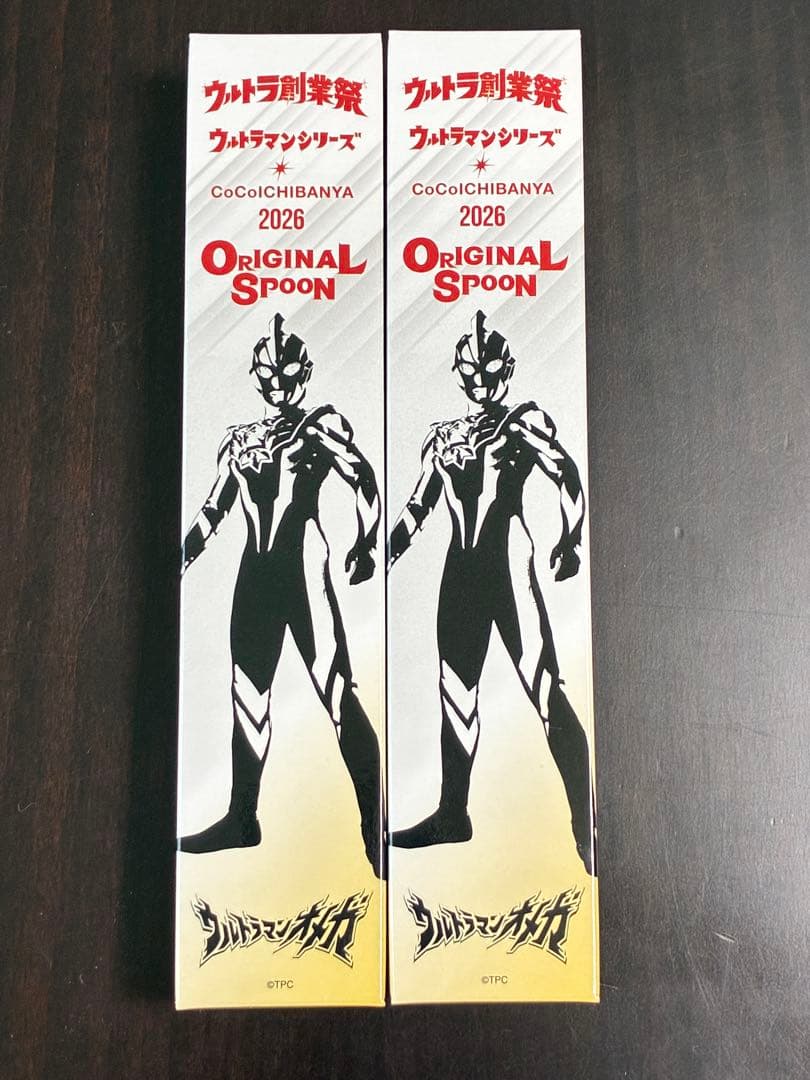 ウルトラ創業祭
ウルトラマンシリーズ
CoCoICHIBANYA
2026
ORIGINAL
SPOON
ウルトラマンオメガ
©TPC
ウルトラ創業祭
ウルトラマンシリーズ
CoCoICHIBANYA
2026
ORIGINAL
SPOON
ウルトラマンオメガ
©TPC